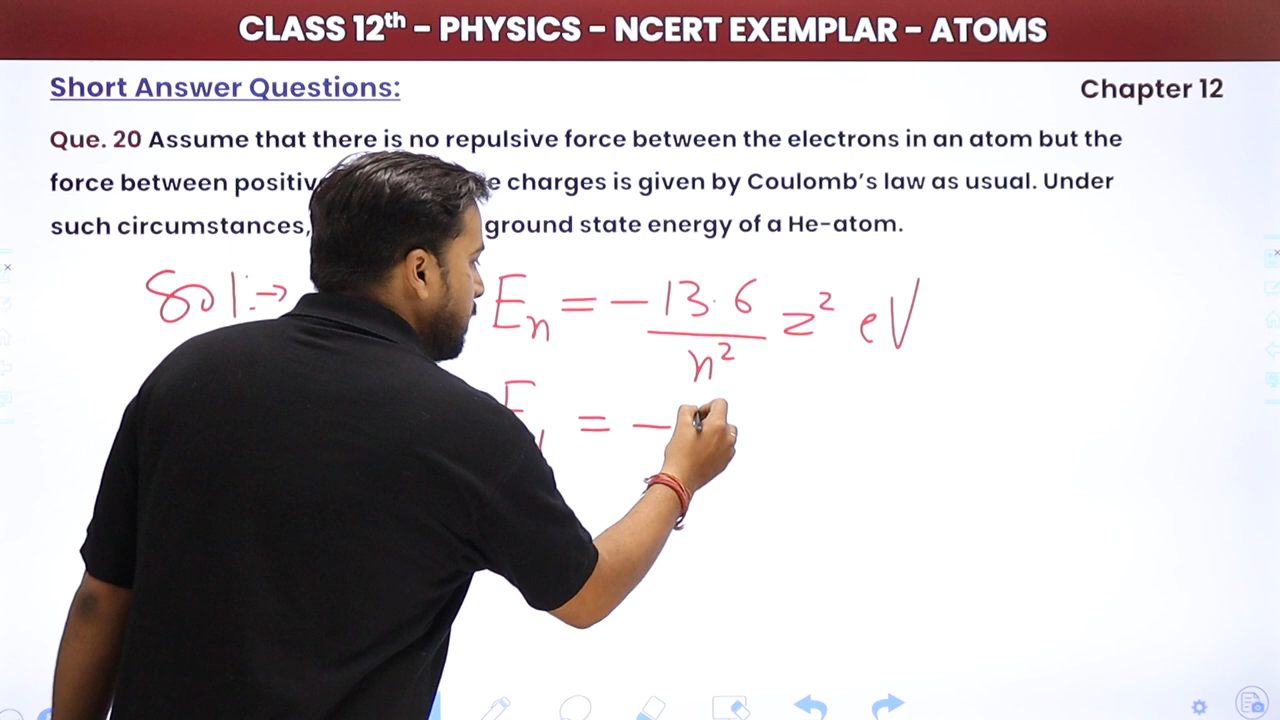 CLASS 12th – PHYSICS – NCERT EXEMPLAR – ATOMS
Short Answer Questions:
Chapter 12
Que. 20 Assume that there is no repulsive force between the electrons in an atom but the
force between positiv e charges is given by Coulomb's law as usual. Under
such circumstances, ground state energy of a He-atom.
Sol:→ En = −13.6/n² z² eV
E1 = −